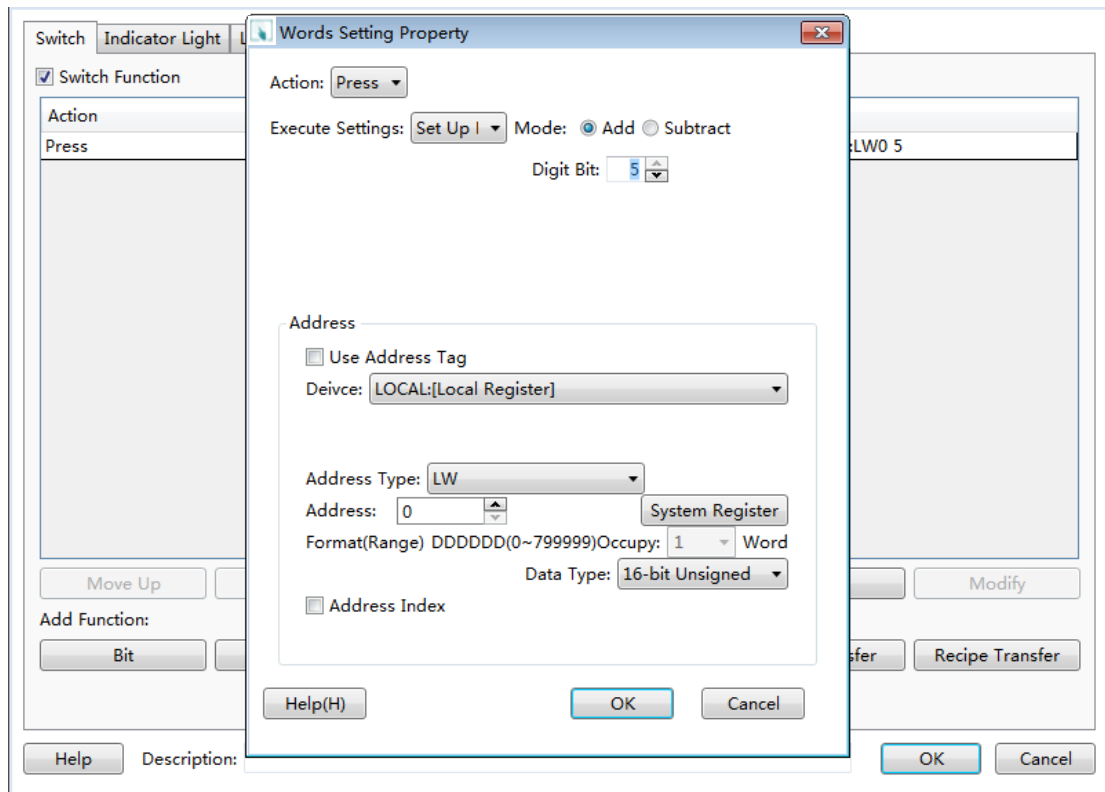 Switch Indicator Light
Words Setting Property
Switch Function
Action
Press
:LW0 5
Action: Press
Execute Settings: Set Up Mode: Add Subtract
Digit Bit: 5
Address
Use Address Tag
Deivce: LOCAL:[Local Register]
Address Type: LW
Address: 0 System Register
Format(Range) DDDDDD(0~799999)Occupy: 1 Word
Data Type: 16-bit Unsigned
Address Index
Help(H) OK Cancel
Move Up Modify
Add Function:
Bit Recipe Transfer
Help Description: OK Cancel